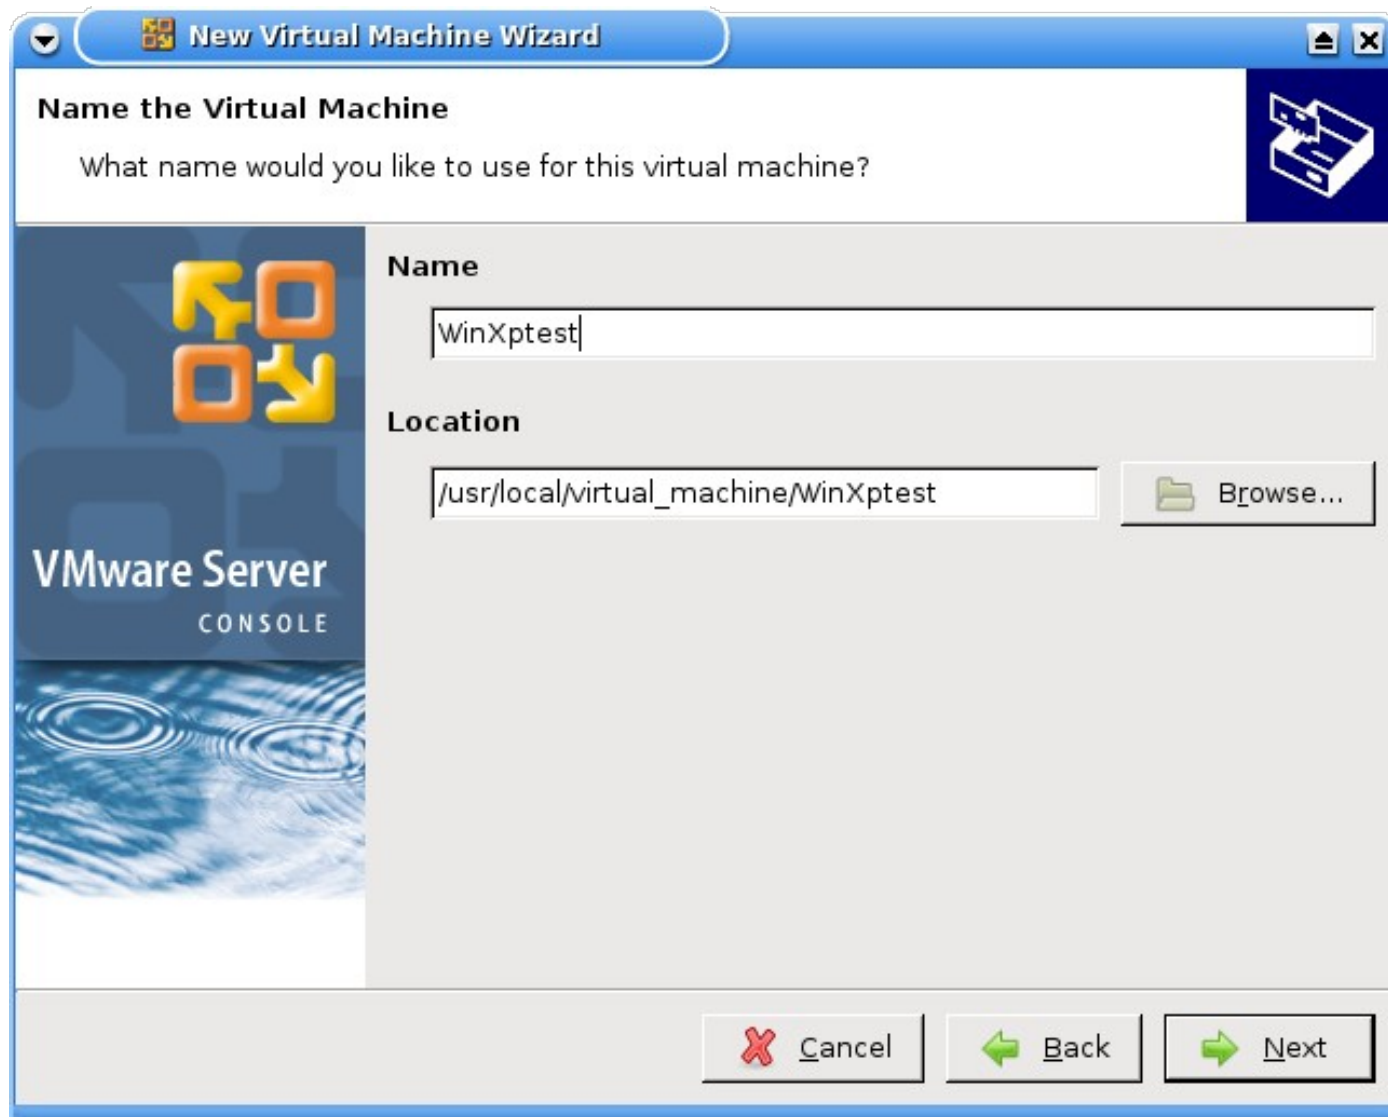 New Virtual Machine Wizard
Name the Virtual Machine
What name would you like to use for this virtual machine?
Name
WinXptest
Location
/usr/local/virtual_machine/WinXptest
Browse...
VMware Server
CONSOLE
Cancel
Back
Next